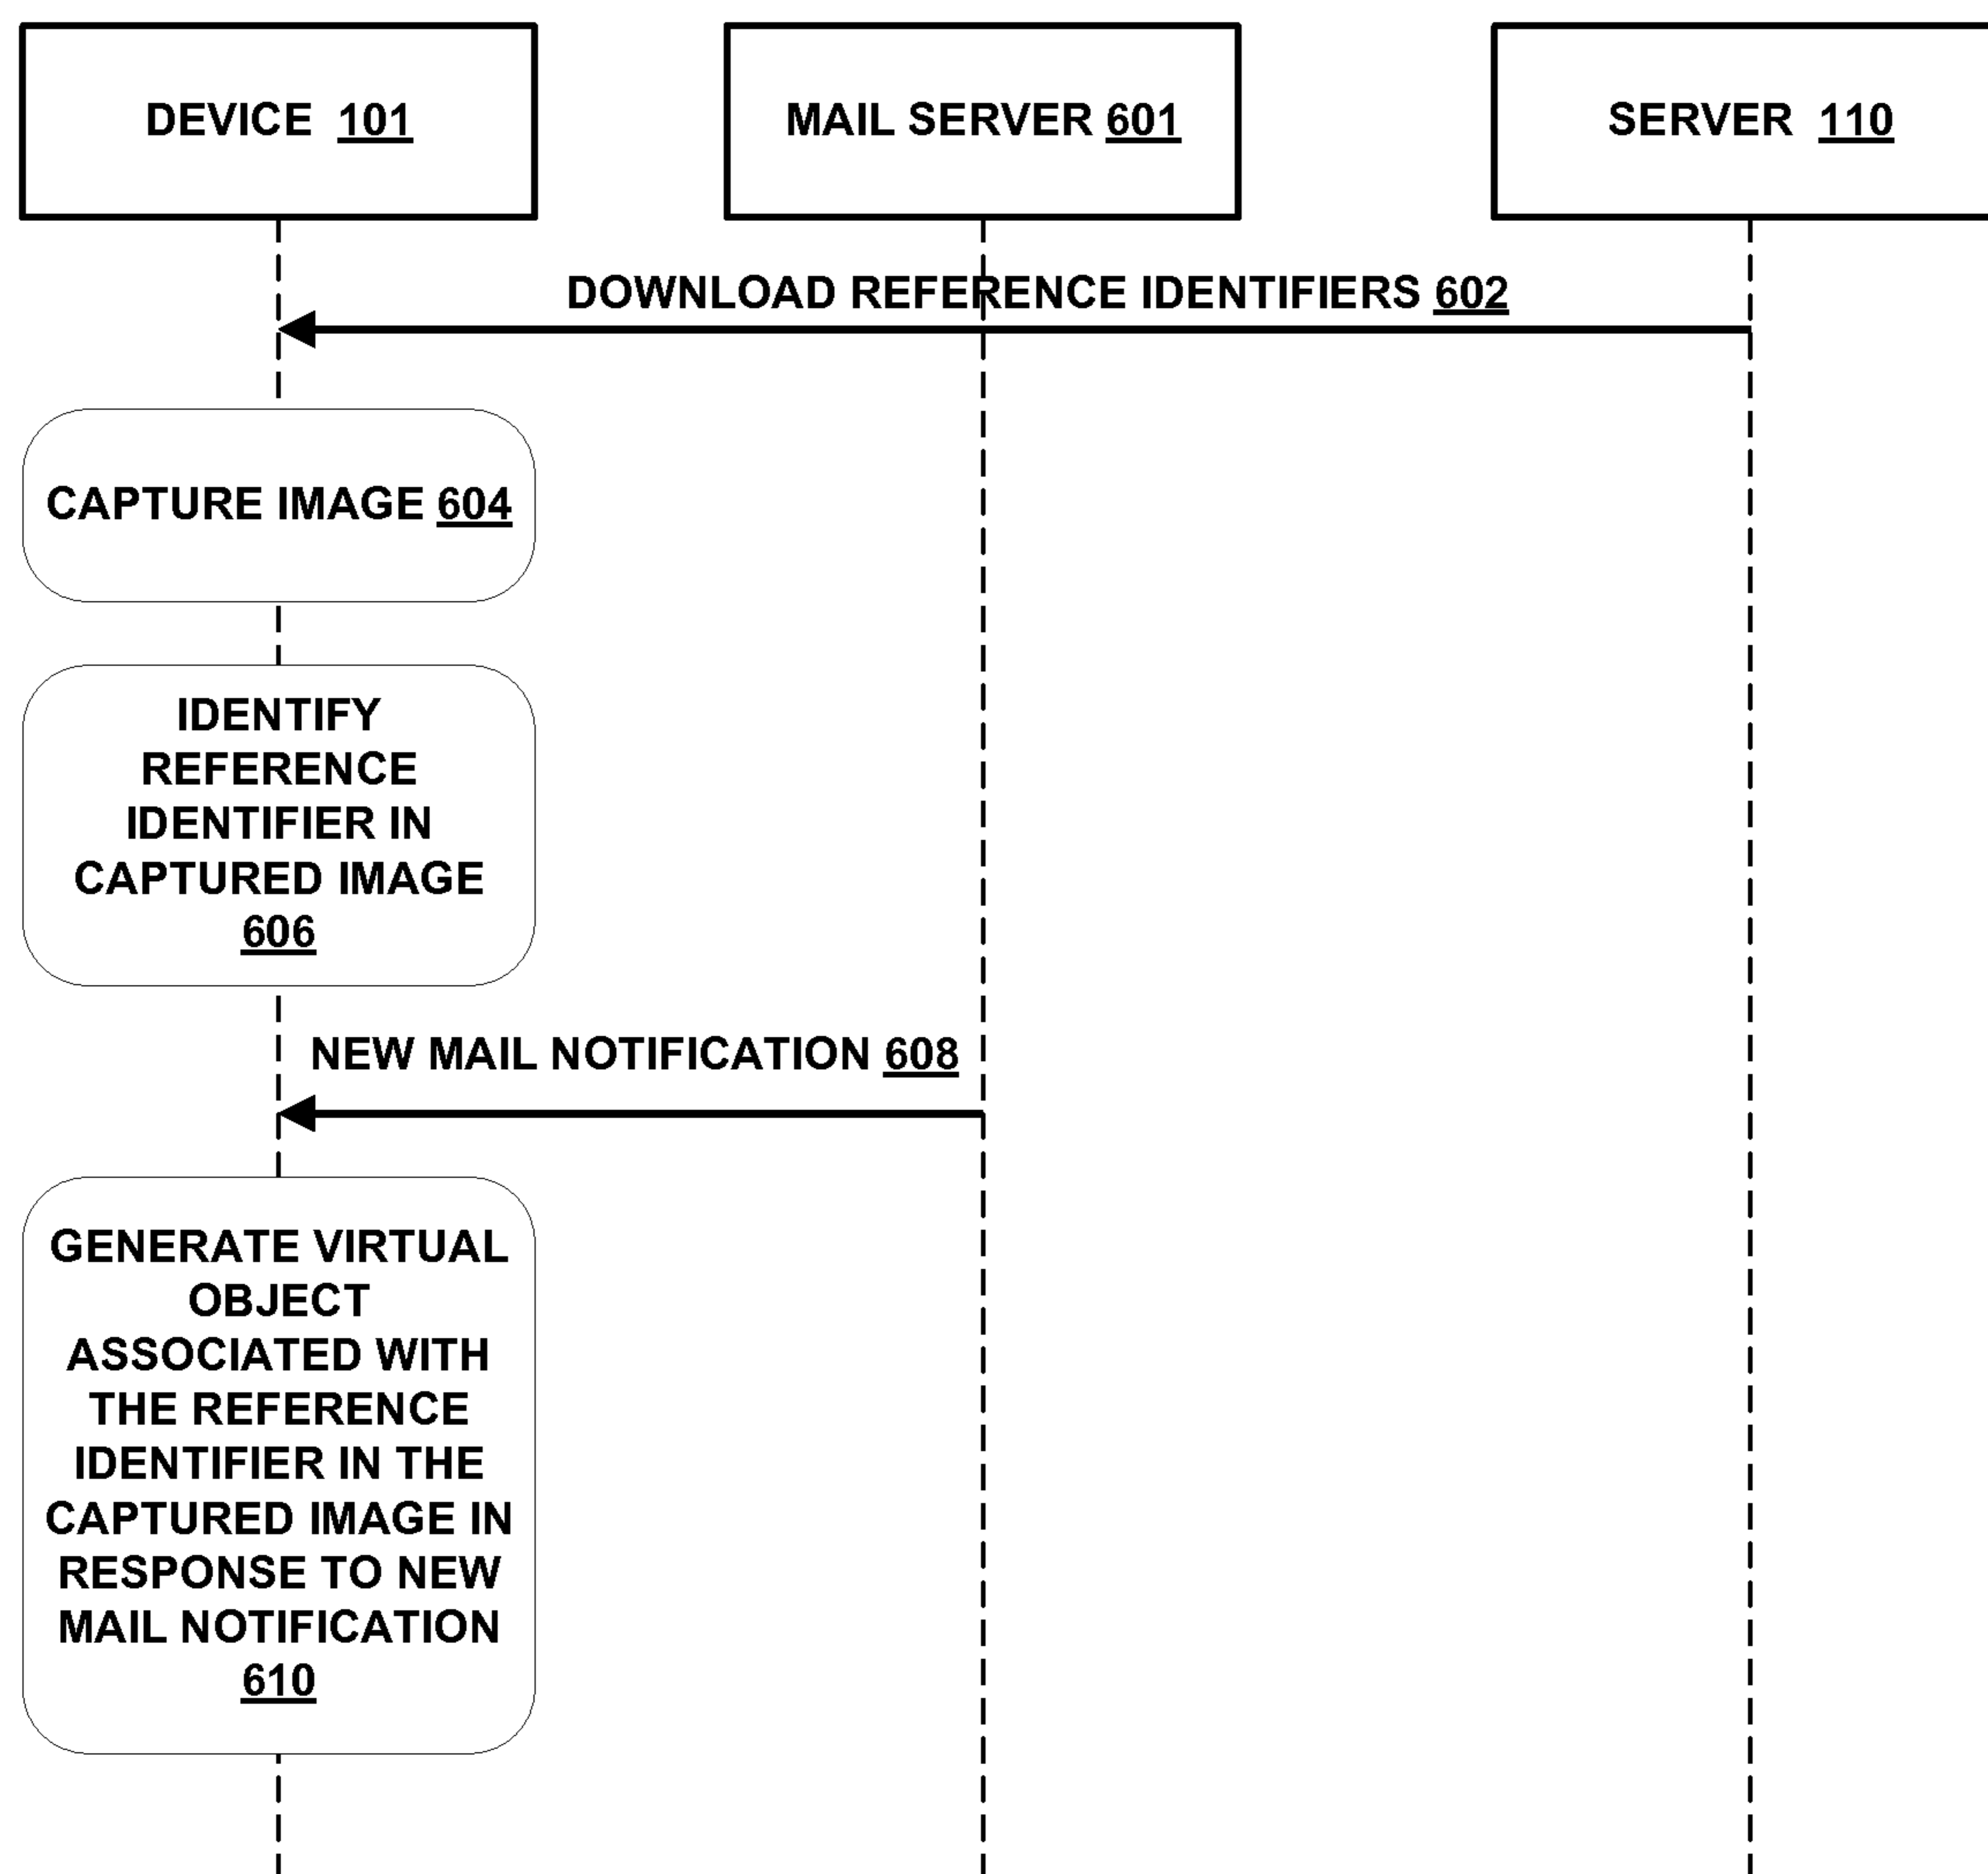 DEVICE 101
MAIL SERVER 601
SERVER 110
DOWNLOAD REFERENCE IDENTIFIERS 602
CAPTURE IMAGE 604
IDENTIFY
REFERENCE
IDENTIFIER IN
CAPTURED IMAGE
606
NEW MAIL NOTIFICATION 608
GENERATE VIRTUAL
OBJECT
ASSOCIATED WITH
THE REFERENCE
IDENTIFIER IN THE
CAPTURED IMAGE IN
RESPONSE TO NEW
MAIL NOTIFICATION
610